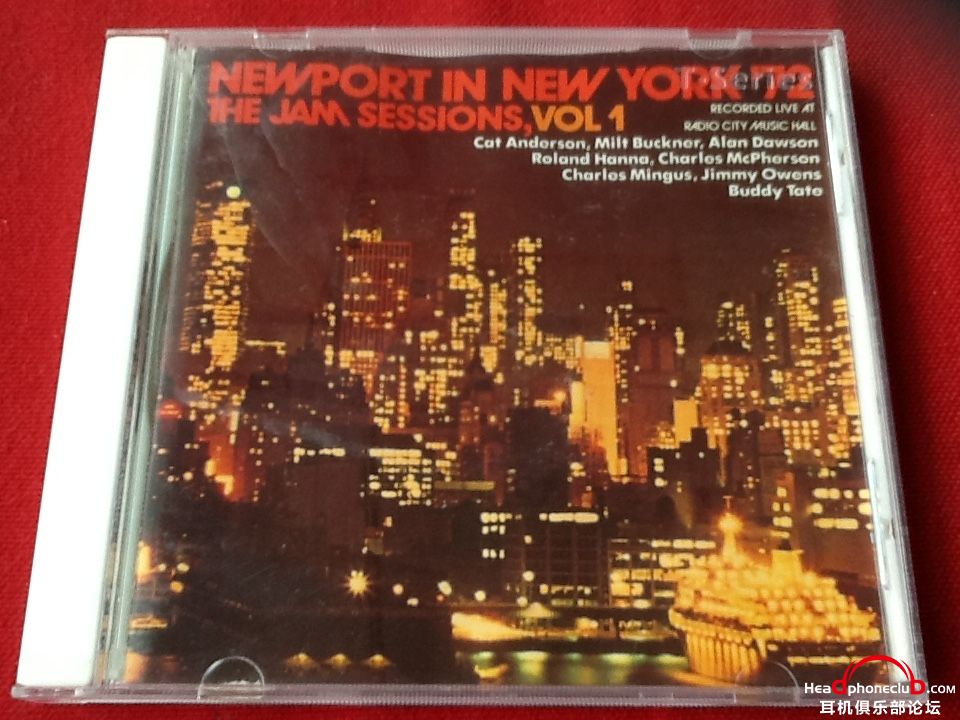 NEWPORT IN NEW YORK '72
T-Series
THE JAM SESSIONS, VOL 1
RECORDED LIVE AT
RADIO CITY MUSIC HALL
Cat Anderson, Milt Buckner, Alan Dawson
Roland Hanna, Charles McPherson
Charles Mingus, Jimmy Owens
Buddy Tate
HeadphoneclubD.com
耳机俱乐部论坛